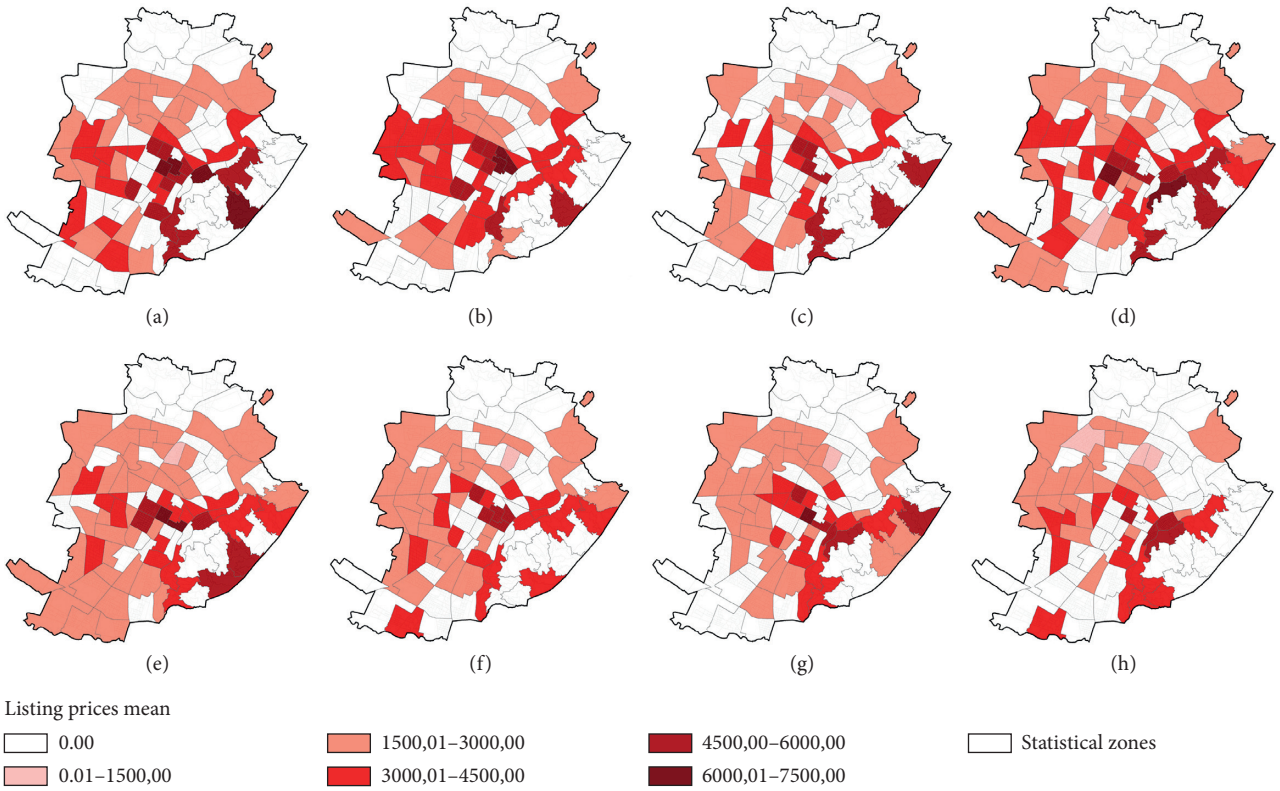 (a)
(b)
(c)
(d)
(e)
(f)
(g)
(h)
Listing prices mean
0.00
1500,01–3000,00
4500,00–6000,00
Statistical zones
0.01–1500,00
3000,01–4500,00
6000,01–7500,00